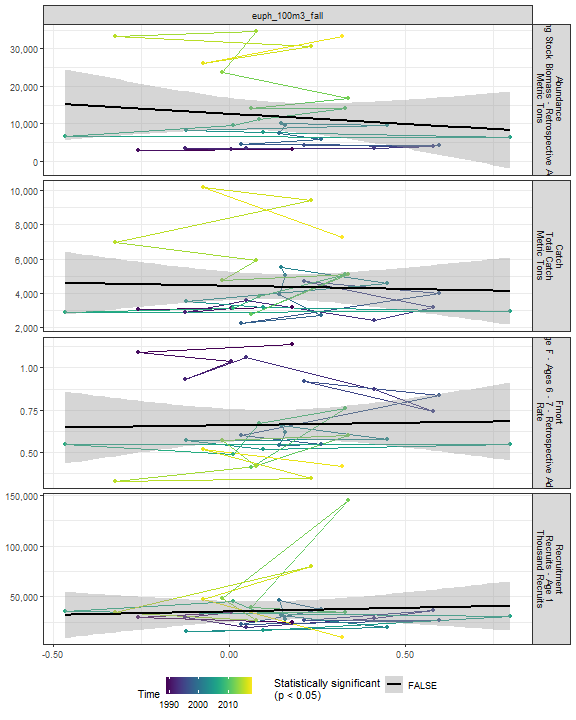 euph_100m3_fall
30,000
20,000
10,000
0
Abundance
Stock Biomass - Retrospective
Metric Tons
10,000
8,000
6,000
4,000
2,000
Catch
Total Catch
Metric Tons
1.00
0.75
0.50
Fmort
F - Ages 6 - 7 - Retrospective
Rate
150,000
100,000
50,000
Recruitment
Recruits - Age 1
Thousand Recruits
-0.50
0.00
0.50
Time
1990 2000 2010
Statistically significant
(p < 0.05)
FALSE